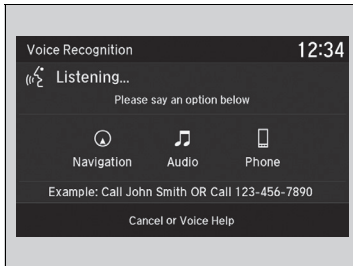 Voice Recognition 12:34
Listening...
Please say an option below
Navigation Audio Phone
Example: Call John Smith OR Call 123-456-7890
Cancel or Voice Help